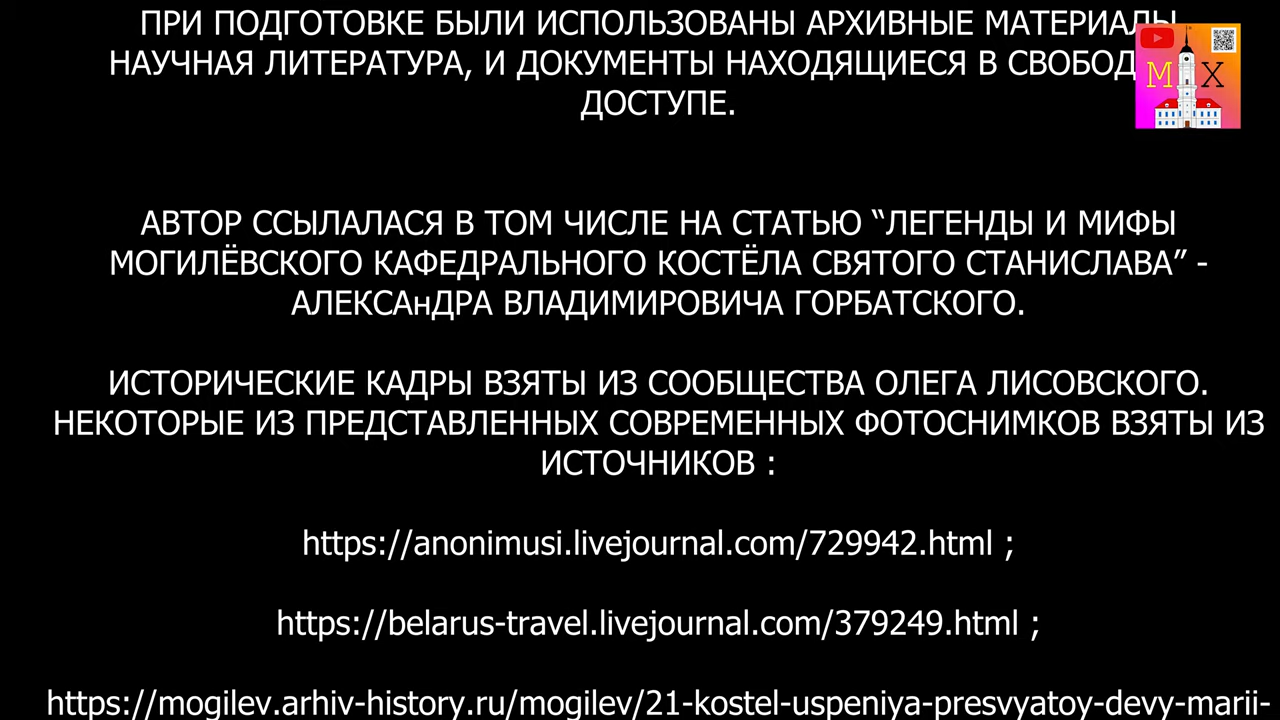 ПРИ ПОДГОТОВКЕ БЫЛИ ИСПОЛЬЗОВАНЫ АРХИВНЫЕ МАТЕРИАЛЫ
НАУЧНАЯ ЛИТЕРАТУРА, И ДОКУМЕНТЫ НАХОДЯЩИЕСЯ В
ДОСТУПЕ.
М Х
АВТОР ССЫЛАЛАСЯ В ТОМ ЧИСЛЕ НА СТАТЬЮ “ЛЕГЕНДЫ И МИФЫ
МОГИЛЁВСКОГО КАФЕДРАЛЬНОГО КОСТЁЛА СВЯТОГО СТАНИСЛАВА” -
АЛЕКСАнДРА ВЛАДИМИРОВИЧА ГОРБАТСКОГО.
ИСТОРИЧЕСКИЕ КАДРЫ ВЗЯТЫ ИЗ СООБЩЕСТВА ОЛЕГА ЛИСОВСКОГО.
НЕКОТОРЫЕ ИЗ ПРЕДСТАВЛЕННЫХ СОВРЕМЕННЫХ ФОТОСНИМКОВ ВЗЯТЫ ИЗ
ИСТОЧНИКОВ :
https://anonimusi.livejournal.com/729942.html ;
https://belarus-travel.livejournal.com/379249.html ;
https://mogilev.arhiv-history.ru/mogilev/21-kostel-uspeniya-presvyatoy-devy-marii-